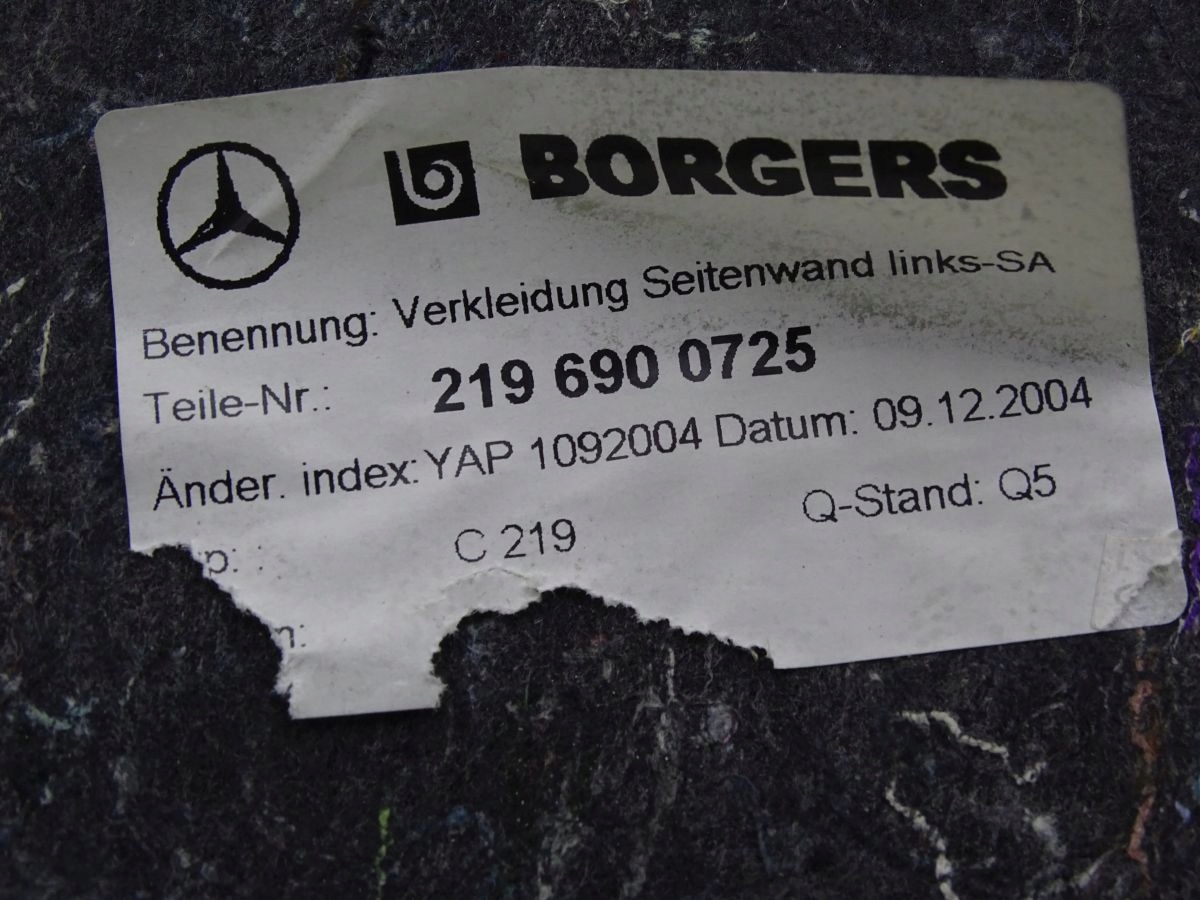 BORGERS
Benennung: Verkleidung Seitenwand links-SA
Teile-Nr.: 219 690 0725
Änder. index: YAP 1092004 Datum: 09.12.2004
C 219 Q-Stand: Q5